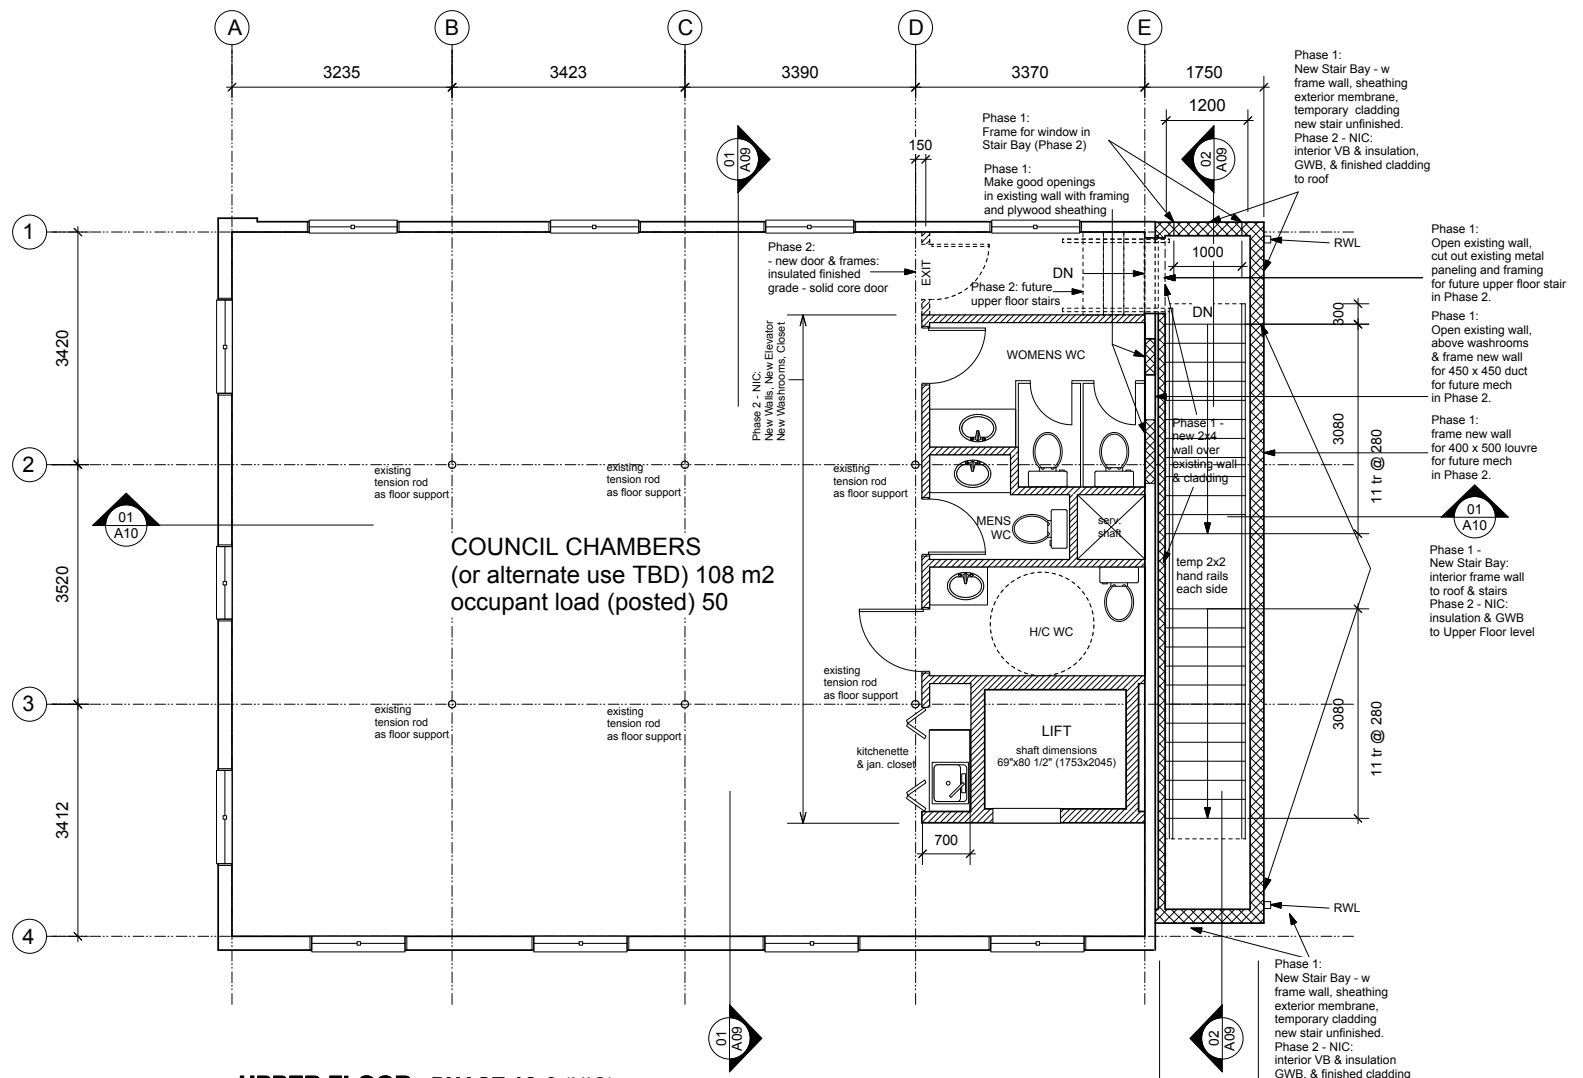 A
B
C
D
E
3235
3423
3390
3370
1750
1200
150
Phase 1:
New Stair Bay - w
frame wall, sheathing
exterior membrane,
temporary cladding
new stair unfinished.
Phase 2 - NIC:
interior VB & insulation,
GWB, & finished cladding
to roof
Phase 1:
Frame for window in
Stair Bay (Phase 2)
Phase 1:
Make good openings
in existing wall with framing
and plywood sheathing
01
A09
02
A09
1
RWL
1000
Phase 2:
- new door & frames:
insulated finished
grade - solid core door
EXIT
DN
Phase 2: future
upper floor stairs
DN
300
Phase 1:
Open existing wall,
cut out existing metal
paneling and framing
for future upper floor stair
in Phase 2.
Phase 1:
Open existing wall,
above washrooms
& frame new wall
for 450 x 450 duct
for future mech
in Phase 2.
Phase 1:
frame new wall
for 400 x 500 louvre
for future mech
in Phase 2.
3420
Phase 2 - NIC:
New Walls, New Elevator
New Washrooms, Closet
WOMENS WC
Phase 1 -
new 2x4
wall over
existing wall
& cladding
3080
11 tr @ 280
2
existing
tension rod
as floor support
existing
tension rod
as floor support
existing
tension rod
as floor support
01
A10
01
A10
MENS
WC
serv.
shaft
3520
COUNCIL CHAMBERS
(or alternate use TBD) 108 m2
occupant load (posted) 50
temp 2x2
hand rails
each side
Phase 1 -
New Stair Bay:
interior frame wall
to roof & stairs
Phase 2 - NIC:
insulation & GWB
to Upper Floor level
H/C WC
existing
tension rod
as floor support
3
existing
tension rod
as floor support
existing
tension rod
as floor support
LIFT
shaft dimensions
69"x80 1/2" (1753x2045)
kitchenette
& jan. closet
3080
11 tr @ 280
3412
700
RWL
4
Phase 1:
New Stair Bay - w
frame wall, sheathing
exterior membrane,
temporary cladding
new stair unfinished.
Phase 2 - NIC:
interior VB & insulation
GWB, & finished cladding
01
A09
02
A09